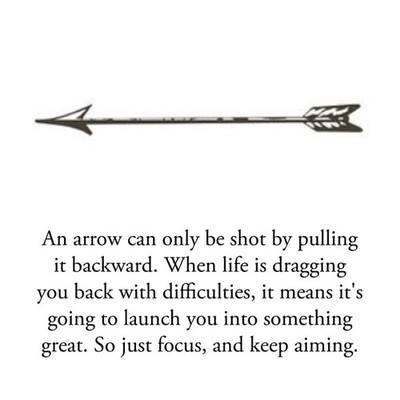 An arrow can only be shot by pulling
it backward. When life is dragging
you back with difficulties, it means it's
going to launch you into something
great. So just focus, and keep aiming.